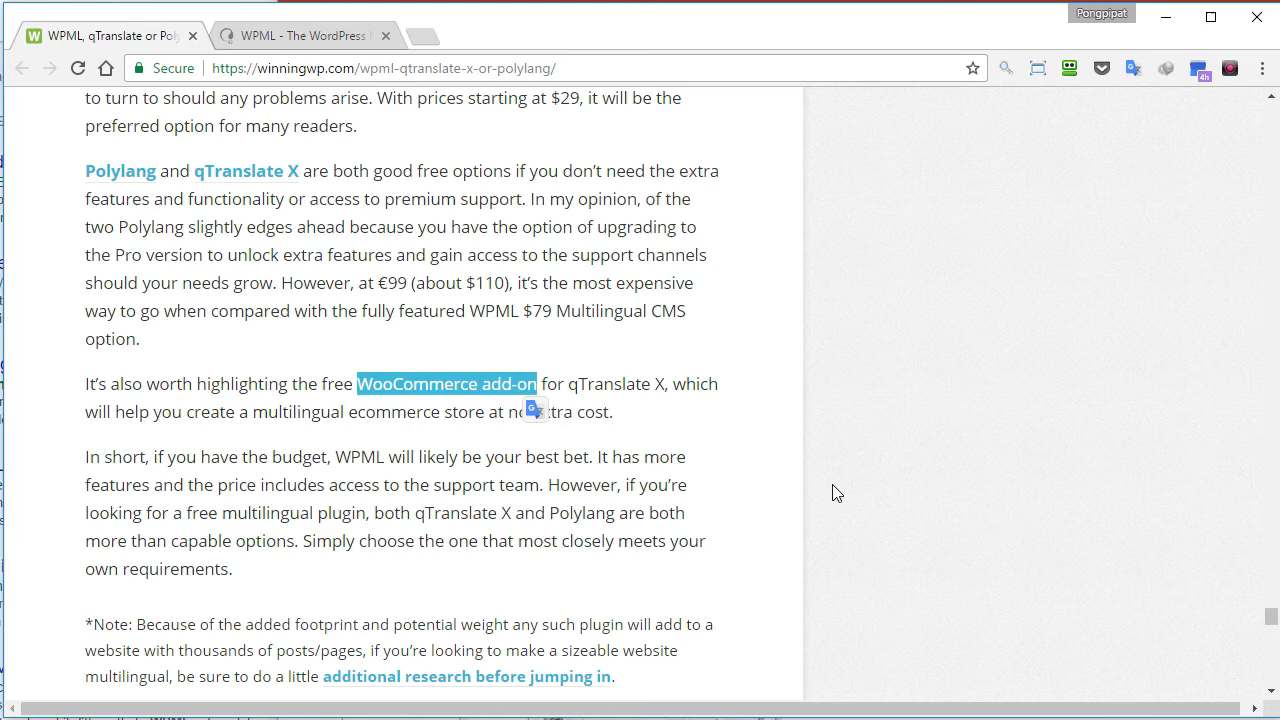 Pongpipat
WPML, qTranslate or Poly
WPML - The WordPress
Secure
https://winningwp.com/wpml-qtranslate-x-or-polylang/
4h
to turn to should any problems arise. With prices starting at $29, it will be the
preferred option for many readers.
Polylang and qTranslate X are both good free options if you don’t need the extra
features and functionality or access to premium support. In my opinion, of the
two Polylang slightly edges ahead because you have the option of upgrading to
the Pro version to unlock extra features and gain access to the support channels
should your needs grow. However, at €99 (about $110), it’s the most expensive
way to go when compared with the fully featured WPML $79 Multilingual CMS
option.
It’s also worth highlighting the free WooCommerce add-on for qTranslate X, which
will help you create a multilingual ecommerce store at no extra cost.
In short, if you have the budget, WPML will likely be your best bet. It has more
features and the price includes access to the support team. However, if you’re
looking for a free multilingual plugin, both qTranslate X and Polylang are both
more than capable options. Simply choose the one that most closely meets your
own requirements.
*Note: Because of the added footprint and potential weight any such plugin will add to a
website with thousands of posts/pages, if you’re looking to make a sizeable website
multilingual, be sure to do a little additional research before jumping in.